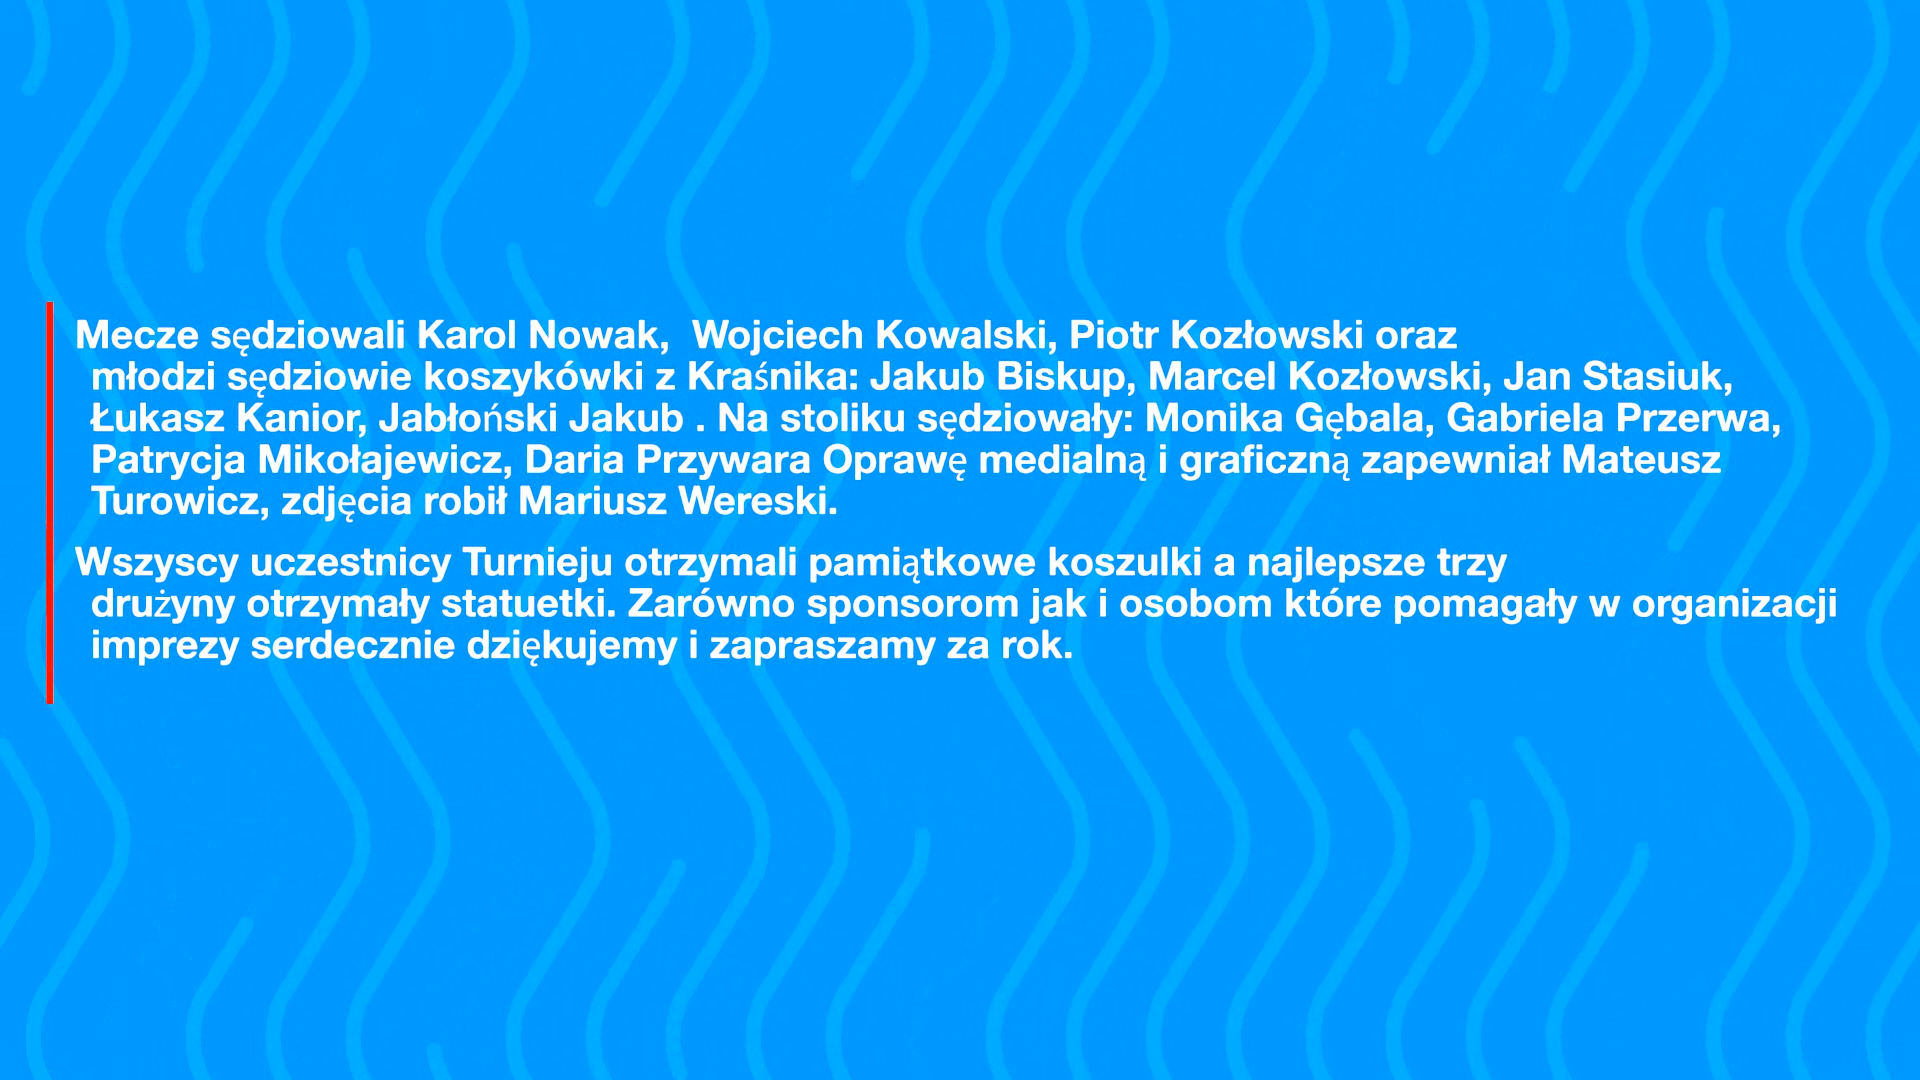 Mecze sędziowali Karol Nowak,  Wojciech Kowalski, Piotr Kozłowski oraz
młodzi sędziowie koszykówki z Kraśnika: Jakub Biskup, Marcel Kozłowski, Jan Stasiuk,
Łukasz Kanior, Jabłoński Jakub . Na stoliku sędziowały: Monika Gębala, Gabriela Przerwa,
Patrycja Mikołajewicz, Daria Przywara Oprawę medialną i graficzną zapewniał Mateusz
Turowicz, zdjęcia robił Mariusz Wereski.
Wszyscy uczestnicy Turnieju otrzymali pamiątkowe koszulki a najlepsze trzy
drużyny otrzymały statuetki. Zarówno sponsorom jak i osobom które pomagały w organizacji
imprezy serdecznie dziękujemy i zapraszamy za rok.